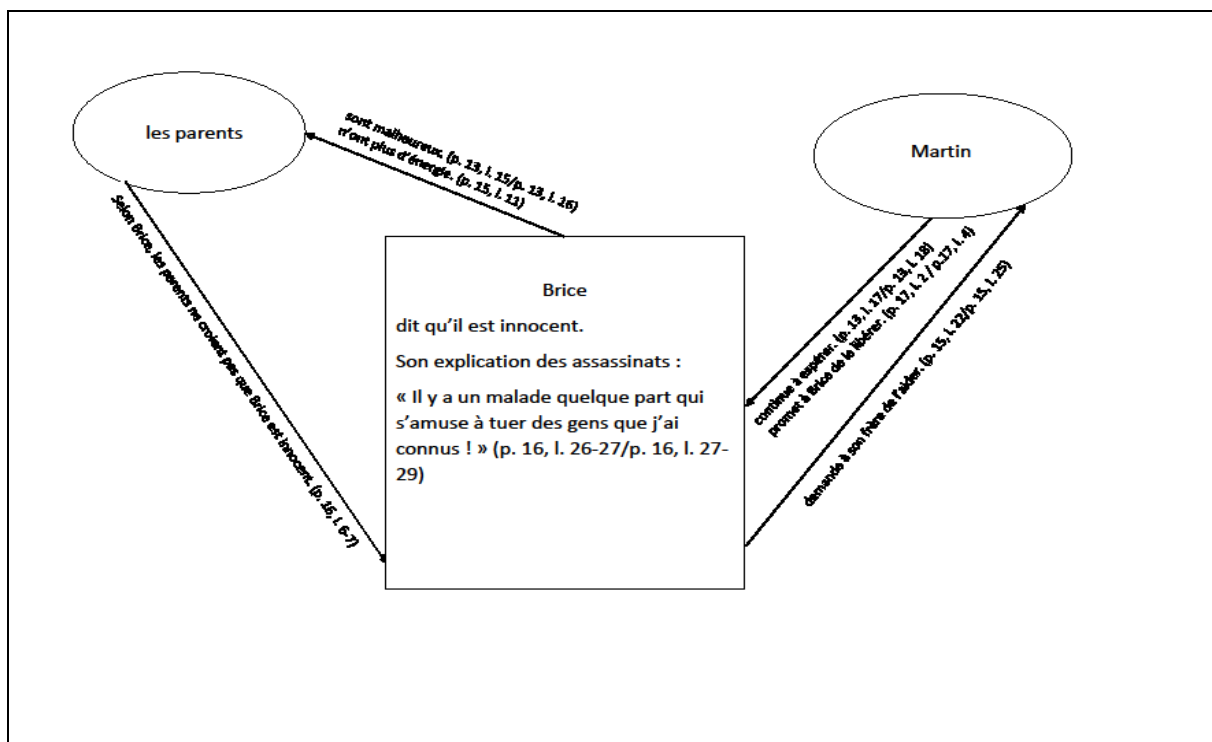 les parents
Martin
sont malheureux. (p. 13, l. 15/p. 13, l. 16)
n'ont plus d'énergie. (p. 15, l. 11)
Selon Brice, les parents ne croient pas que Brice est innocent. (p. 16, l. 6-7)
Brice
dit qu'il est innocent.
Son explication des assassinats :
« Il y a un malade quelque part qui
s'amuse à tuer des gens que j'ai
connus ! » (p. 16, l. 26-27/p. 16, l. 27-
29)
continue à espérer. (p. 13, l. 17/p. 13, l. 18)
promet à Brice de le libérer. (p. 17, l. 2 / p.17, l. 4)
demande à son frère de l'aider. (p. 15, l. 22/p. 15, l. 25)